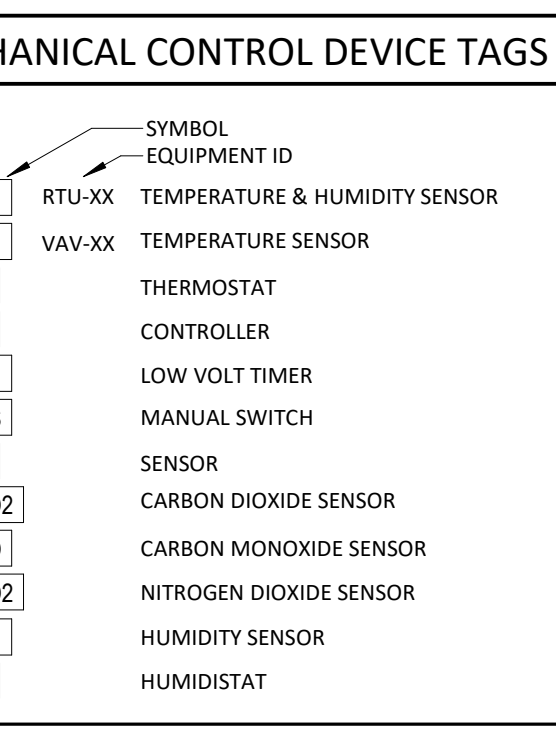 HANICAL CONTROL DEVICE TAGS
SYMBOL
EQUIPMENT ID
RTU-XX TEMPERATURE & HUMIDITY SENSOR
VAV-XX TEMPERATURE SENSOR
THERMOSTAT
CONTROLLER
LOW VOLT TIMER
MANUAL SWITCH
SENSOR
2 CARBON DIOXIDE SENSOR
CARBON MONOXIDE SENSOR
2 NITROGEN DIOXIDE SENSOR
HUMIDITY SENSOR
HUMIDISTAT